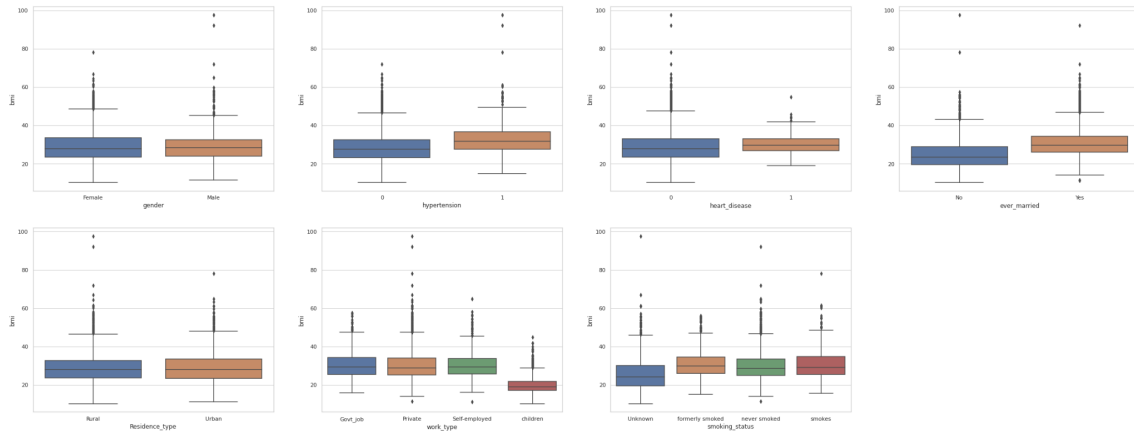 100
80
60
40
20
bmi
Female Male
gender
100
80
60
40
20
bmi
0 1
hypertension
100
80
60
40
20
bmi
0 1
heart_disease
100
80
60
40
20
bmi
No Yes
ever_married
100
80
60
40
20
bmi
Rural Urban
Residence_type
100
80
60
40
20
bmi
Govt_job Private Self-employed children
work_type
100
80
60
40
20
bmi
Unknown formerly smoked never smoked smokes
smoking_status